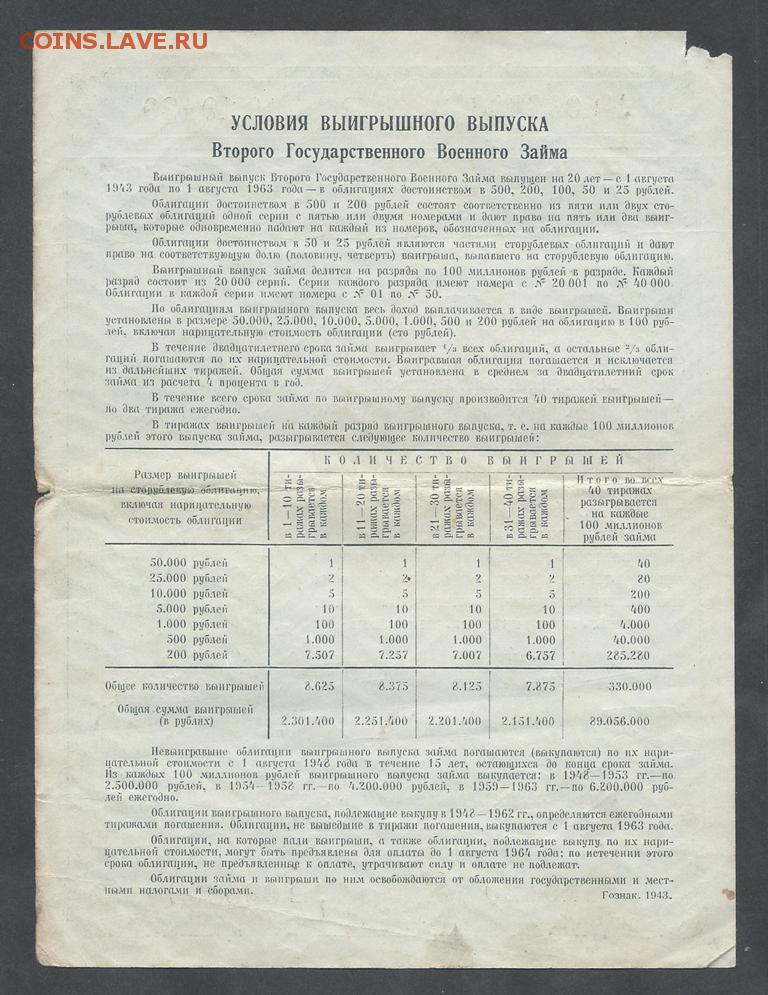 COINS.LAVE.RU
УСЛОВИЯ ВЫИГРЫШНОГО ВЫПУСКА
Второго Государственного Военного Займа
Выигрышный выпуск Второго Государственного Военного Займа выпущен на 20 лет — с 1 августа
1943 года по 1 августа 1963 года — в облигациях достоинством в 500, 200, 100, 50 и 25 рублей.
Облигации достоинством в 500 и 200 рублей состоят соответственно из пяти или двух сто-
рублевых облигаций одной серии с пятью или двумя номерами и дают право на пять или два выиг-
рыша, которые одновременно падают на каждый из номеров, обозначенных на облигации.
Облигации достоинством в 50 и 25 рублей являются частями сторублевых облигаций и дают
право на соответствующую долю (половину, четверть) выигрыша, выпавшего на сторублевую облигацию.
Выигрышный выпуск займа делится на разряды по 100 миллионов рублей в разряде. Каждый
разряд состоит из 20 000 серий. Серии каждого разряда имеют номера с № 20 001 по № 40 000.
Облигации в каждой серии имеют номера с № 01 по № 50.
По облигациям выигрышного выпуска весь доход выплачивается в виде выигрышей. Выигрыши
установлены в размере 50.000, 25.000, 10.000, 5.000, 1.000, 500 и 200 рублей на облигацию в 100 руб-
лей, включая нарицательную стоимость облигации (сто рублей).
В течение двадцатилетнего срока займа выигрывает ¹/₃ всех облигаций, а остальные ²/₃ обли-
гаций погашаются по их нарицательной стоимости. Выигравшая облигация погашается и исключается
из дальнейших тиражей. Общая сумма выигрышей установлена в среднем за двадцатилетний срок
займа из расчета 4 процента в год.
В течение всего срока займа по выигрышному выпуску производится 40 тиражей выигрышей —
по два тиража ежегодно.
В тиражах выигрышей на каждый разряд выигрышного выпуска, т. е. на каждые 100 миллионов
рублей этого выпуска займа, разыгрывается следующее количество выигрышей:
Размер выигрышей
на сторублевую облигацию,
включая нарицательную
стоимость облигации
КОЛИЧЕСТВО ВЫИГРЫШЕЙ
в 1—10 ти-
ражах разы-
грывается
в каждом
в 11—20 ти-
ражах разы-
грывается
в каждом
в 21—30 ти-
ражах разы-
грывается
в каждом
в 31—40 ти-
ражах разы-
грывается
в каждом
Итого во всех
40 тиражах
разыгрывается
на каждые
100 миллионов
рублей займа
50.000 рублей 1 1 1 1 40
25.000 рублей 2 2 2 2 80
10.000 рублей 5 5 5 5 200
5.000 рублей 10 10 10 10 400
1.000 рублей 100 100 100 100 4.000
500 рублей 1.000 1.000 1.000 1.000 40.000
200 рублей 7.507 7.257 7.007 6.757 285.280
Общее количество выигрышей 8.625 8.375 8.125 7.875 330.000
Общая сумма выигрышей
(в рублях) 2.301.400 2.251.400 2.201.400 2.151.400 89.056.000
Невыигравшие облигации выигрышного выпуска займа погашаются (выкупаются) по их нари-
цательной стоимости с 1 августа 1948 года в течение 15 лет, остающихся до конца срока займа.
Из каждых 100 миллионов рублей выигрышного выпуска займа выкупается: в 1948—1953 гг.—по
2.500.000 рублей, в 1954—1958 гг.—по 4.200.000 рублей, в 1959—1963 гг.—по 6.200.000 руб-
лей ежегодно.
Облигации выигрышного выпуска, подлежащие выкупу в 1948—1962 гг., определяются ежегодными
тиражами погашения. Облигации, не вышедшие в тиражи погашения, выкупаются с 1 августа 1963 года.
Облигации, на которые пали выигрыши, а также облигации, подлежащие выкупу по их нари-
цательной стоимости, могут быть предъявлены для оплаты до 1 августа 1964 года; по истечении этого
срока облигации, не предъявленные к оплате, утрачивают силу и оплате не подлежат.
Облигации займа и выигрыши по ним освобождаются от обложения государственными и мест-
ными налогами и сборами.
Гознак. 1943.